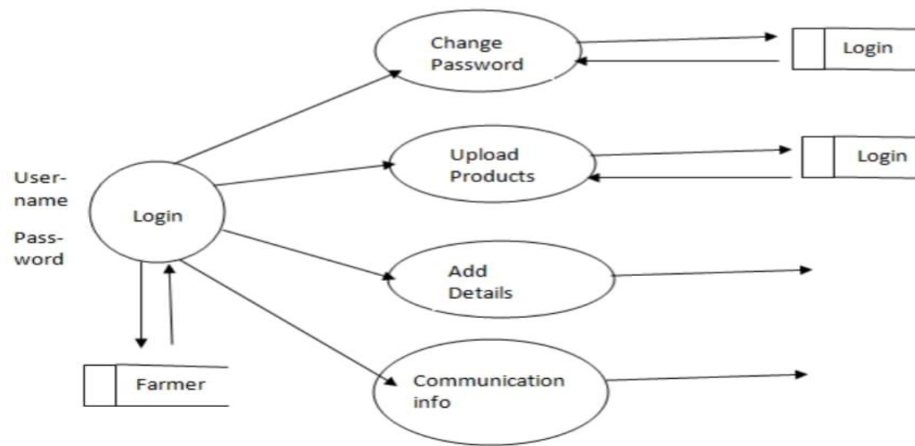 Change
Password
Login
Upload
Products
Login
User-
name
Pass-
word
Login
Add
Details
Farmer
Communication
info